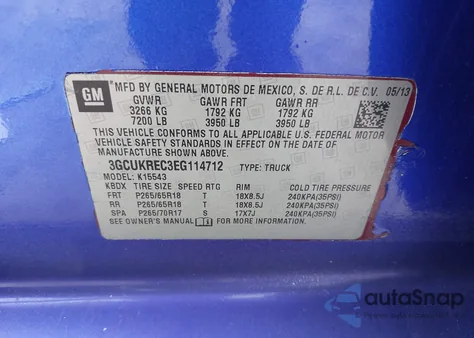 GM
MFD BY GENERAL MOTORS DE MEXICO, S. DE R.L. DE C.V. 05/13
GVWR GAWR FRT GAWR RR
3266 KG 1792 KG 1792 KG
7200 LB 3950 LB 3950 LB
THIS VEHICLE CONFORMS TO ALL APPLICABLE U.S. FEDERAL MOTOR
VEHICLE SAFETY AND THEFT PREVENTION STANDARDS IN
EFFECT ON THE DATE OF MANUFACTURE SHOWN ABOVE.
3GCUKREC3EG114712 TYPE: TRUCK
MODEL: K15543
KBDX TIRE SIZE SPEED RTG RIM COLD TIRE PRESSURE
FRT P265/65R18 T 18X8.5J 240KPA(35PSI)
RR P265/65R18 T 18X8.5J 240KPA(35PSI)
SPA P265/70R17 S 17X7J 240KPA(35PSI)
SEE OWNER'S MANUAL FOR MORE INFORMATION.
autoSnap